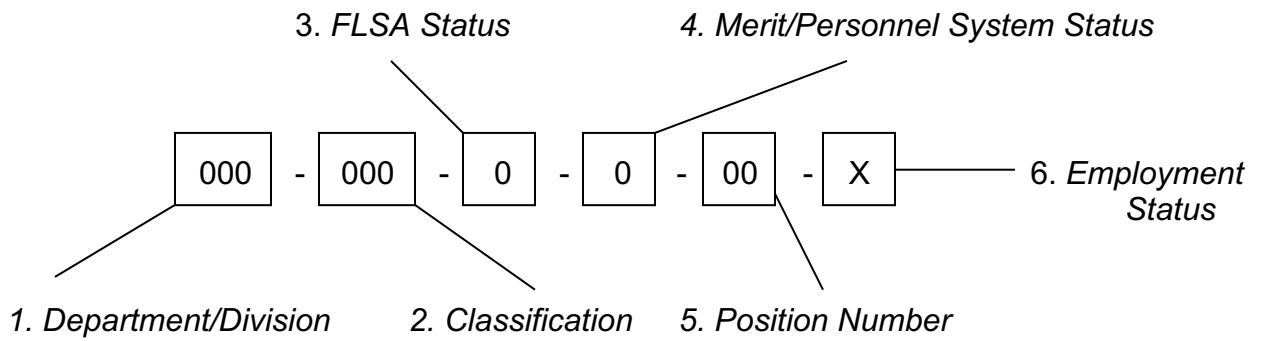 3. FLSA Status 4. Merit/Personnel System Status
000 - 000 - 0 - 0 - 00 - X 6. Employment
Status
1. Department/Division 2. Classification 5. Position Number